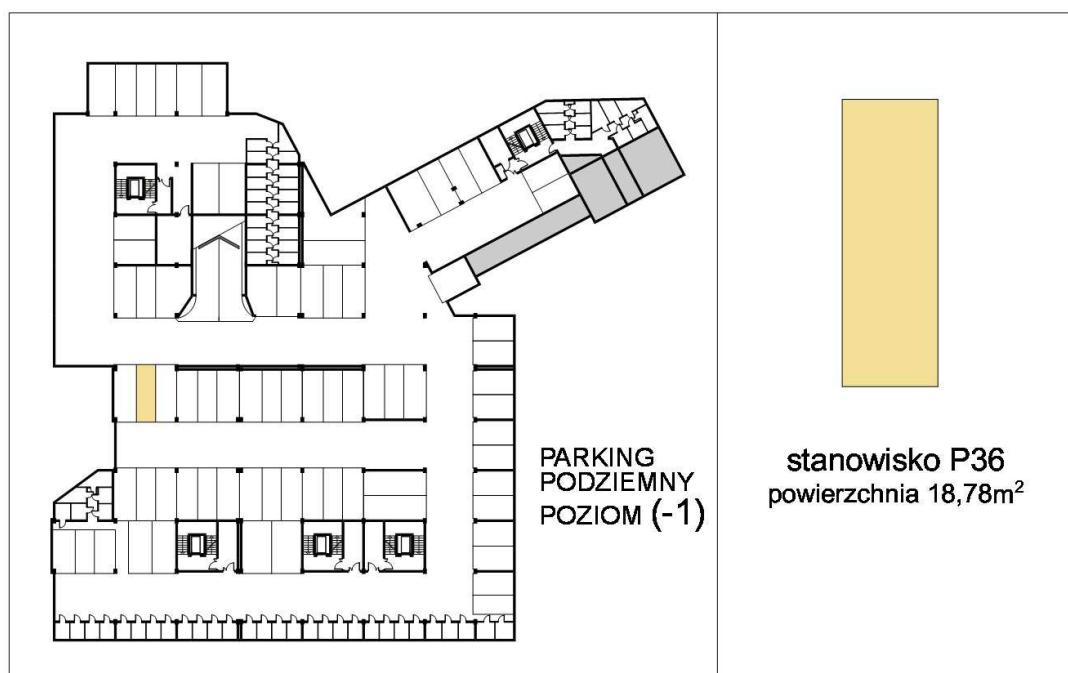 PARKING
PODZIEMNY
POZIOM (-1)
stanowisko P36
powierzchnia 18,78m²